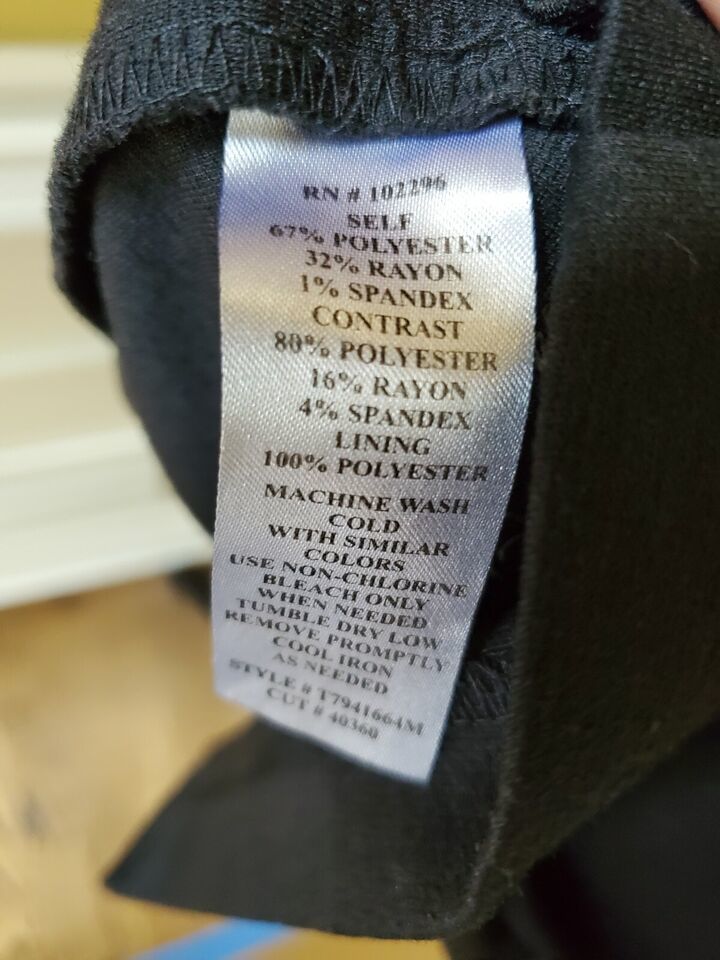 RN # 102296
SELF
67% POLYESTER
32% RAYON
1% SPANDEX
CONTRAST
80% POLYESTER
16% RAYON
4% SPANDEX
LINING
100% POLYESTER
MACHINE WASH
COLD
WITH SIMILAR
COLORS
USE NON-CHLORINE
BLEACH ONLY
WHEN NEEDED
TUMBLE DRY LOW
REMOVE PROMPTLY
COOL IRON
AS NEEDED
STYLE # T7941664M
CUT # 40360